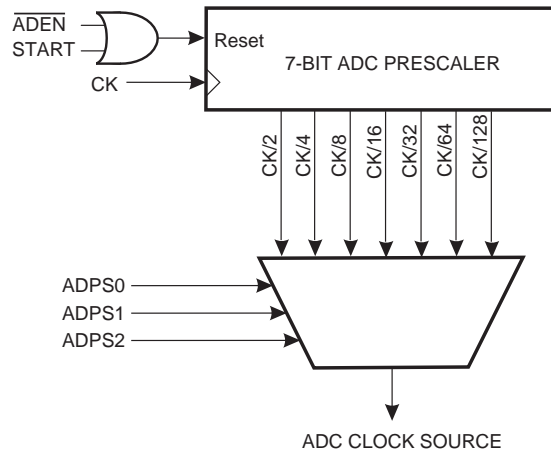 ADEN
START
Reset
7-BIT ADC PRESCALER
CK
CK/2
CK/4
CK/8
CK/16
CK/32
CK/64
CK/128
ADPS0
ADPS1
ADPS2
ADC CLOCK SOURCE